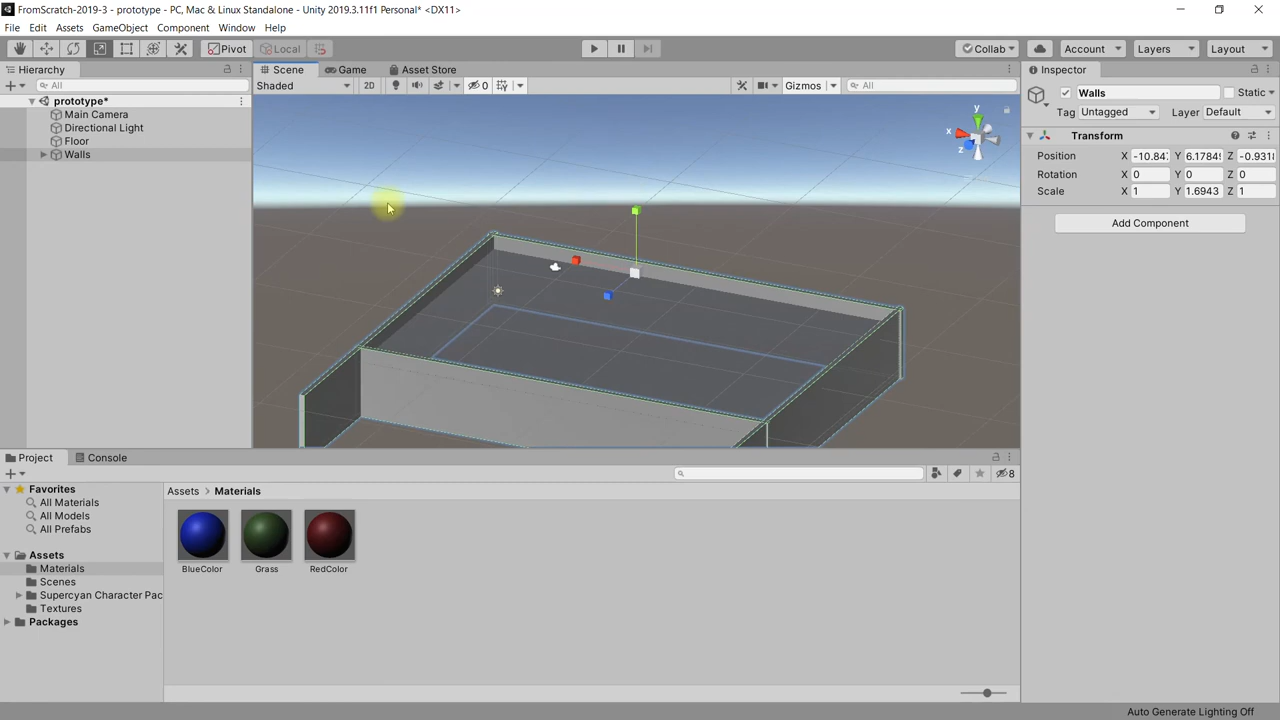 FromScratch-2019-3 - prototype - PC, Mac & Linux Standalone - Unity 2019.3.11f1 Personal* <DX11>
File Edit Assets GameObject Component Window Help
Pivot Local Collab Account Layers Layout
Hierarchy Scene Game Asset Store Inspector
All Shaded 2D 0 Gizmos All Walls Static
prototype*
Main Camera
Directional Light
Floor
Walls
y
x
z
Tag Untagged Layer Default
Transform
Position X -10.847 Y 6.1784 Z -0.931
Rotation X 0 Y 0 Z 0
Scale X 1 Y 1.6943 Z 1
Add Component
Project Console
8
Favorites
All Materials
All Models
All Prefabs
Assets
Materials
Scenes
Supercyan Character Pac
Textures
Packages
Assets > Materials
BlueColor Grass RedColor
Auto Generate Lighting Off